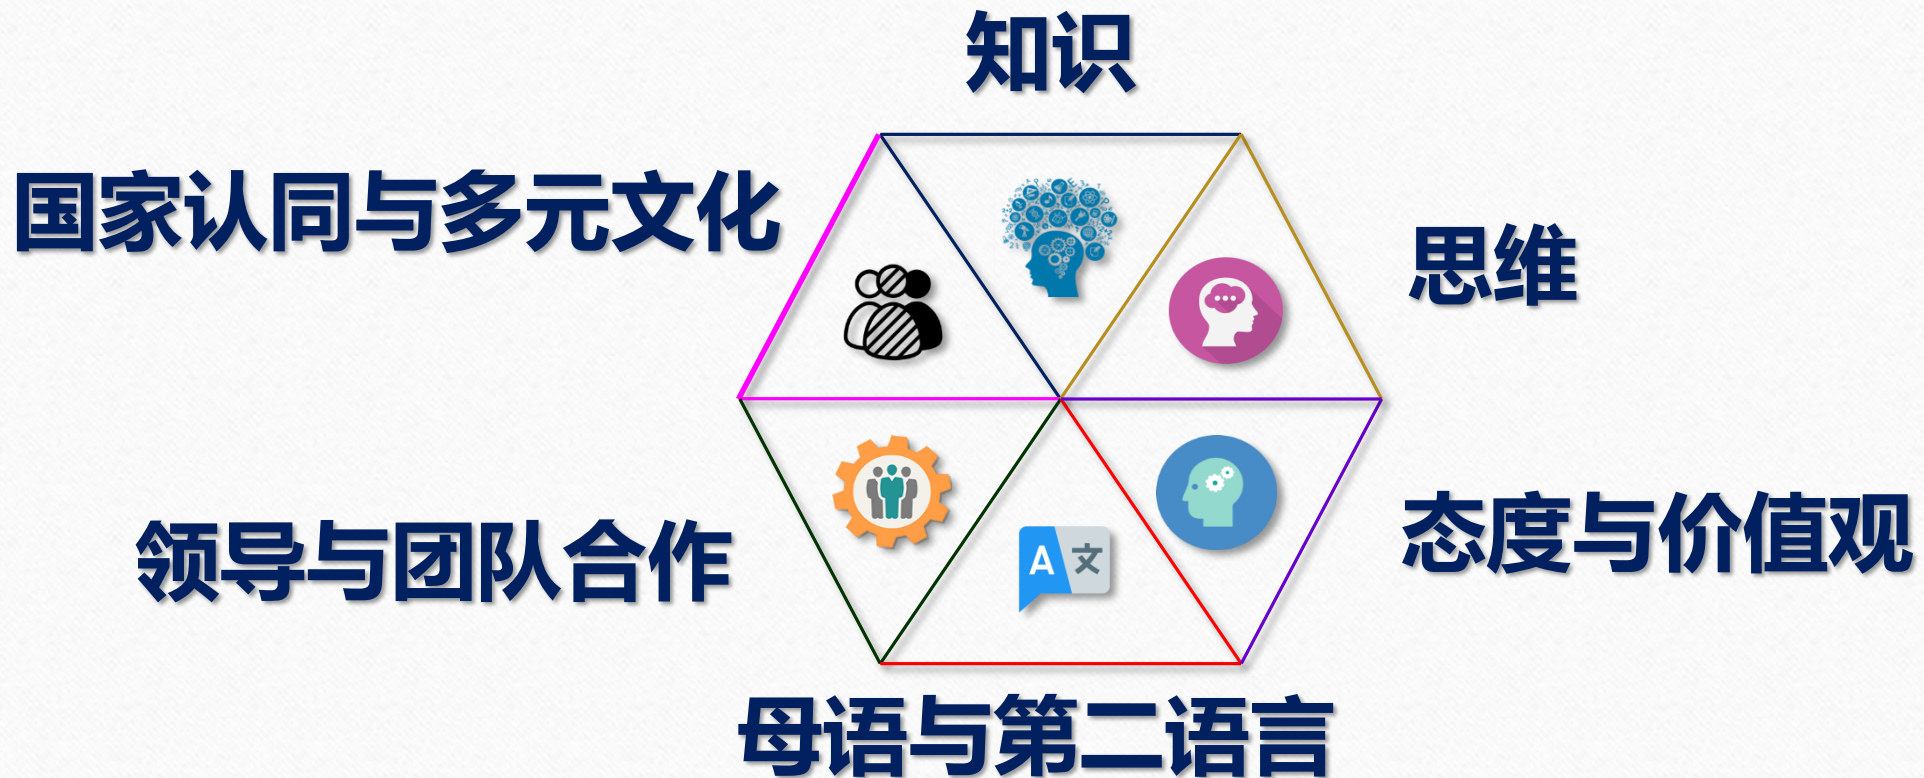 知识
国家认同与多元文化
思维
态度与价值观
领导与团队合作
A 文
母语与第二语言